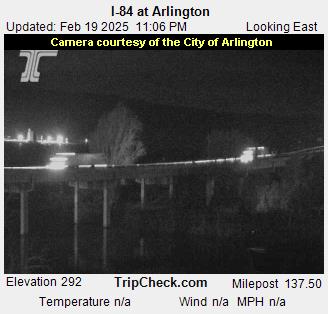 I-84 at Arlington
Updated: Feb 19 2025 11:06 PM Looking East
Camera courtesy of the City of Arlington
Elevation 292 TripCheck.com Milepost 137.50
Temperature n/a Wind n/a MPH n/a